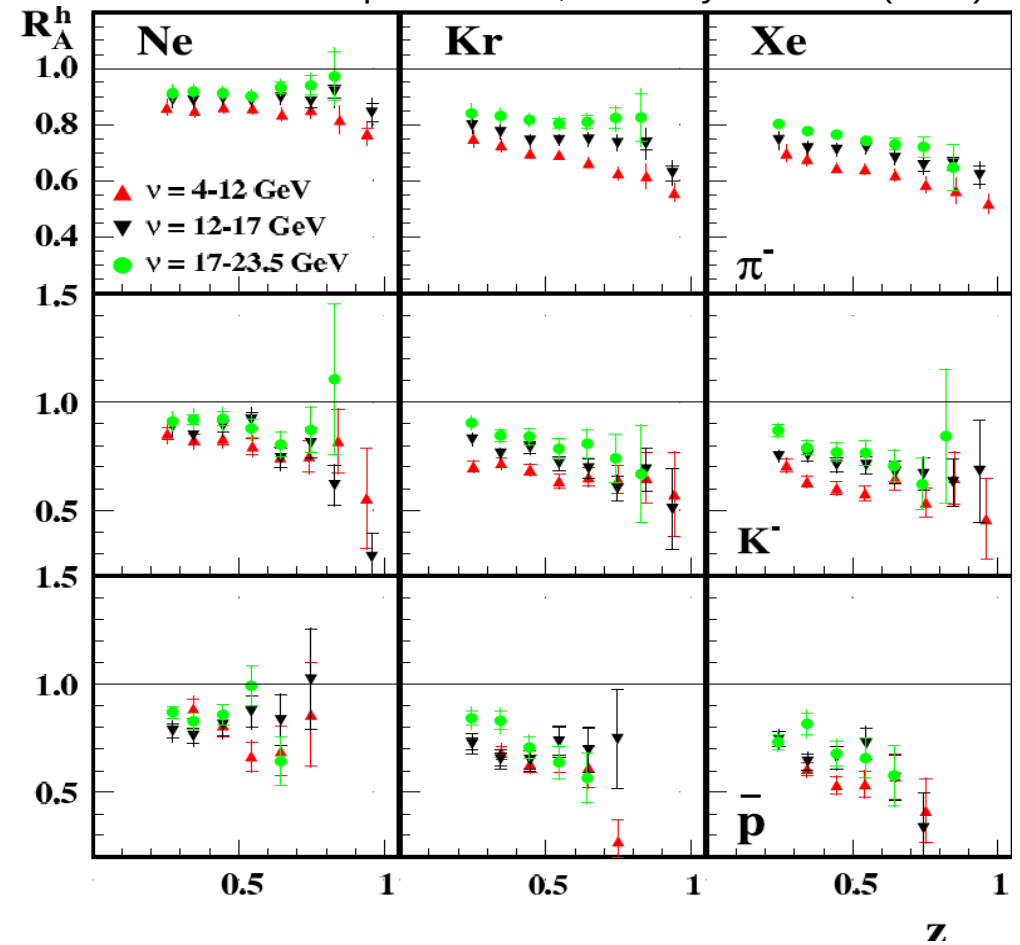 R_A^h
Ne Kr Xe
1.0
0.8
0.6
0.4
ν = 4-12 GeV
ν = 12-17 GeV
ν = 17-23.5 GeV
π⁻
1.5
1.0
0.5
K⁻
1.5
1.0
0.5
p̄
0.5 1 0.5 1 0.5 1
z